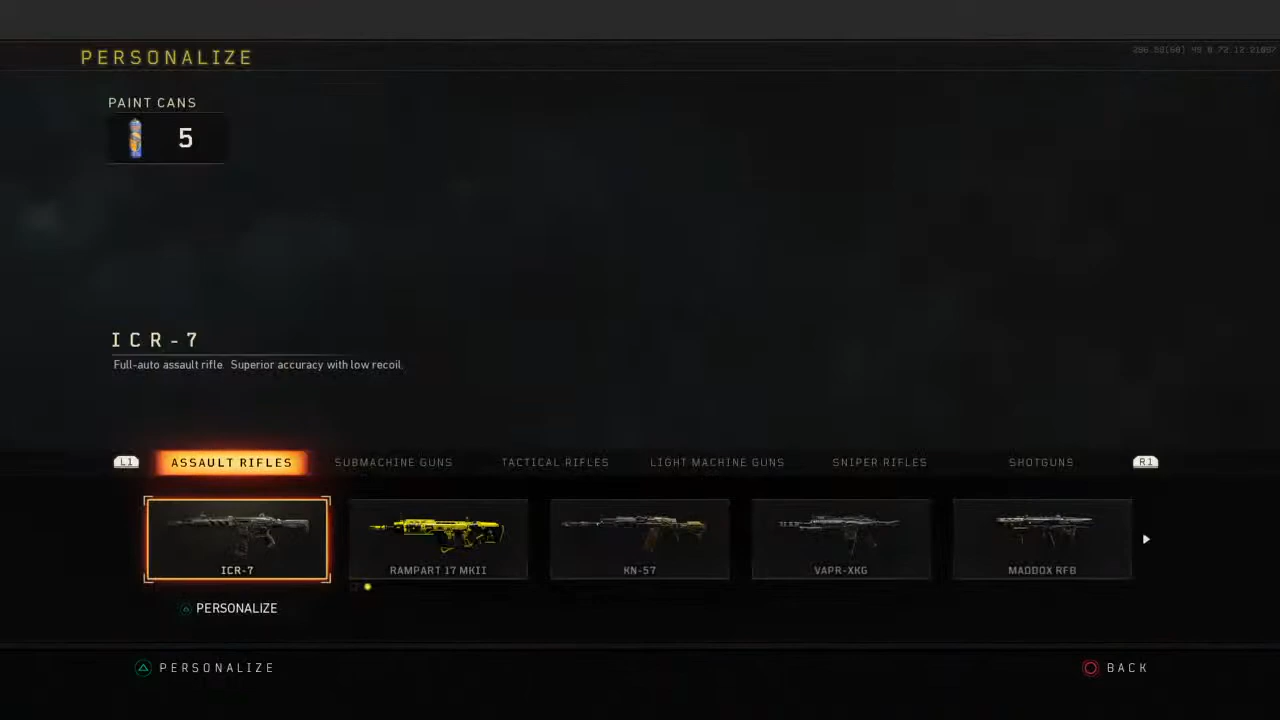 PERSONALIZE
PAINT CANS
5
ICR-7
Full-auto assault rifle. Superior accuracy with low recoil.
L1 ASSAULT RIFLES SUBMACHINE GUNS TACTICAL RIFLES LIGHT MACHINE GUNS SNIPER RIFLES SHOTGUNS R1
ICR-7 RAMPART 17 MKII KN-57 VAPR-XKG MADDOX RFB
PERSONALIZE
PERSONALIZE BACK